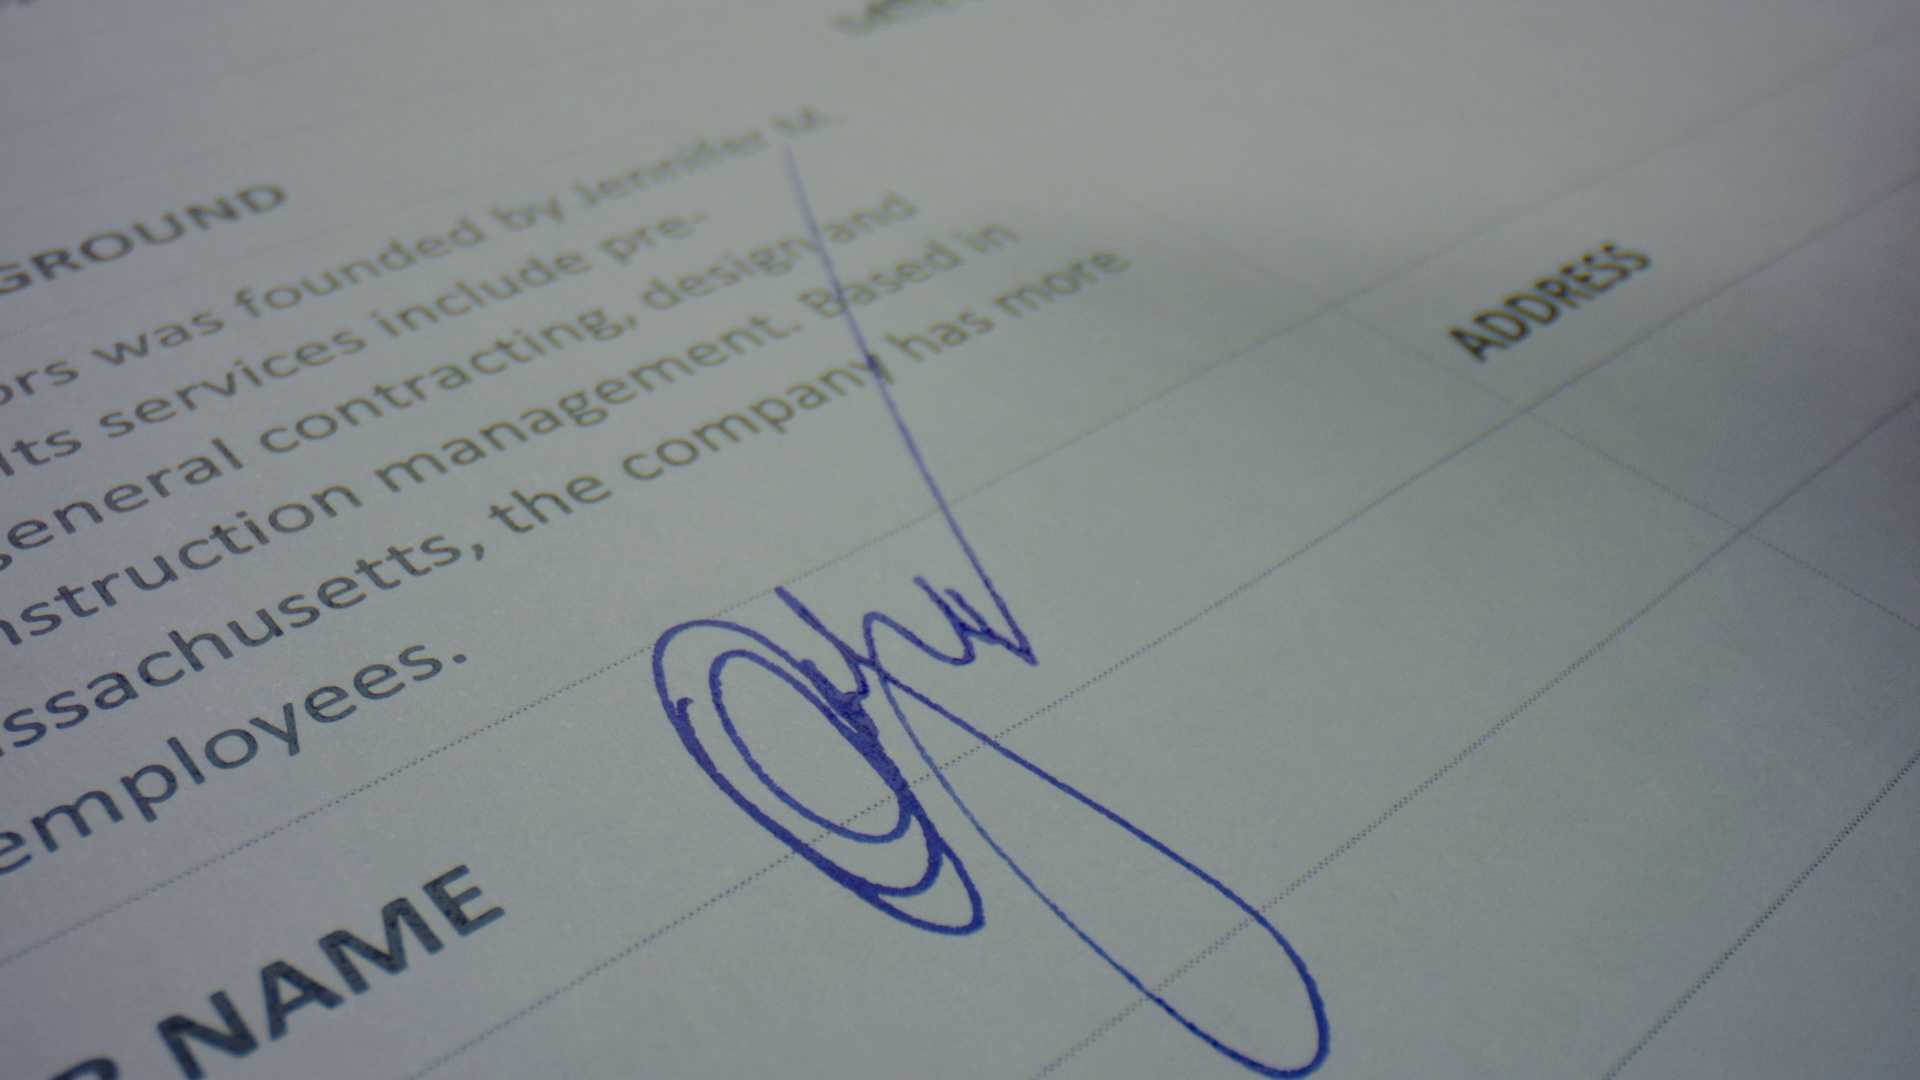 GROUND
ors was founded by Jennifer M.
Its services include pre-
general contracting, design and
nstruction management. Based in
assachusetts, the company has more
employees.
NAME
ADDRESS